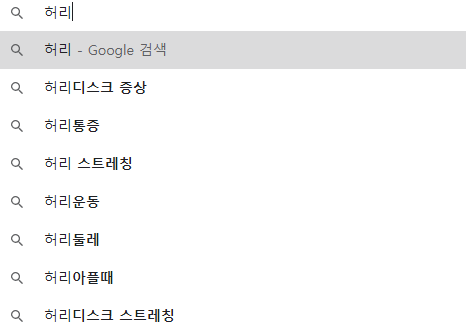 허리
허리 - Google 검색
허리디스크 증상
허리통증
허리 스트레칭
허리운동
허리둘레
허리아플때
허리디스크 스트레칭